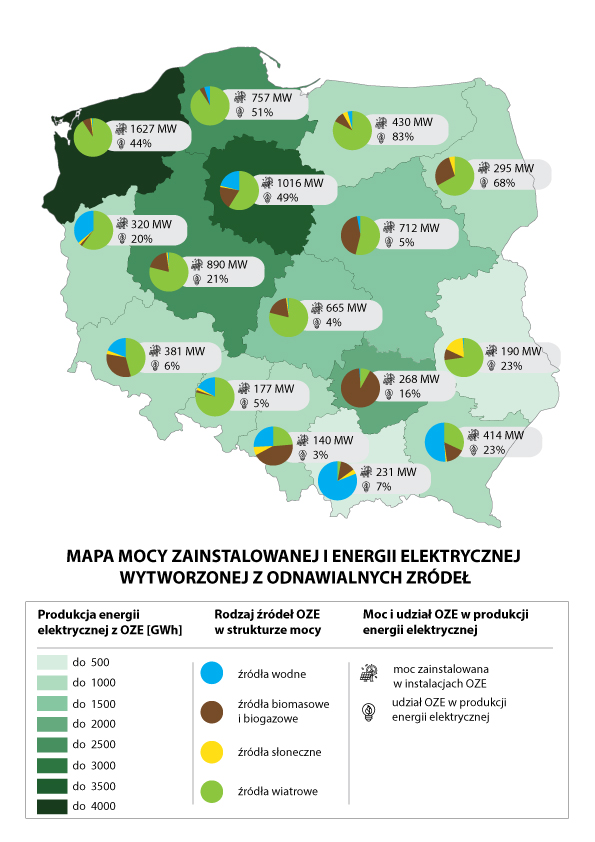 757 MW
51%
1627 MW
44%
430 MW
83%
295 MW
68%
1016 MW
49%
320 MW
20%
712 MW
5%
890 MW
21%
665 MW
4%
381 MW
6%
190 MW
23%
177 MW
5%
268 MW
16%
140 MW
3%
414 MW
23%
231 MW
7%
MAPA MOCY ZAINSTALOWANEJ I ENERGII ELEKTRYCZNEJ
WYTWORZONEJ Z ODNAWIALNYCH ZRÓDEŁ
Produkcja energii
elektrycznej z OZE [GWh]
do 500
do 1000
do 1500
do 2000
do 2500
do 3000
do 3500
do 4000
Rodzaj źródeł OZE
w strukturze mocy
źródła wodne
źródła biomasowe
i biogazowe
źródła słoneczne
źródła wiatrowe
Moc i udział OZE w produkcji
energii elektrycznej
moc zainstalowana
w instalacjach OZE
udział OZE w produkcji
energii elektrycznej